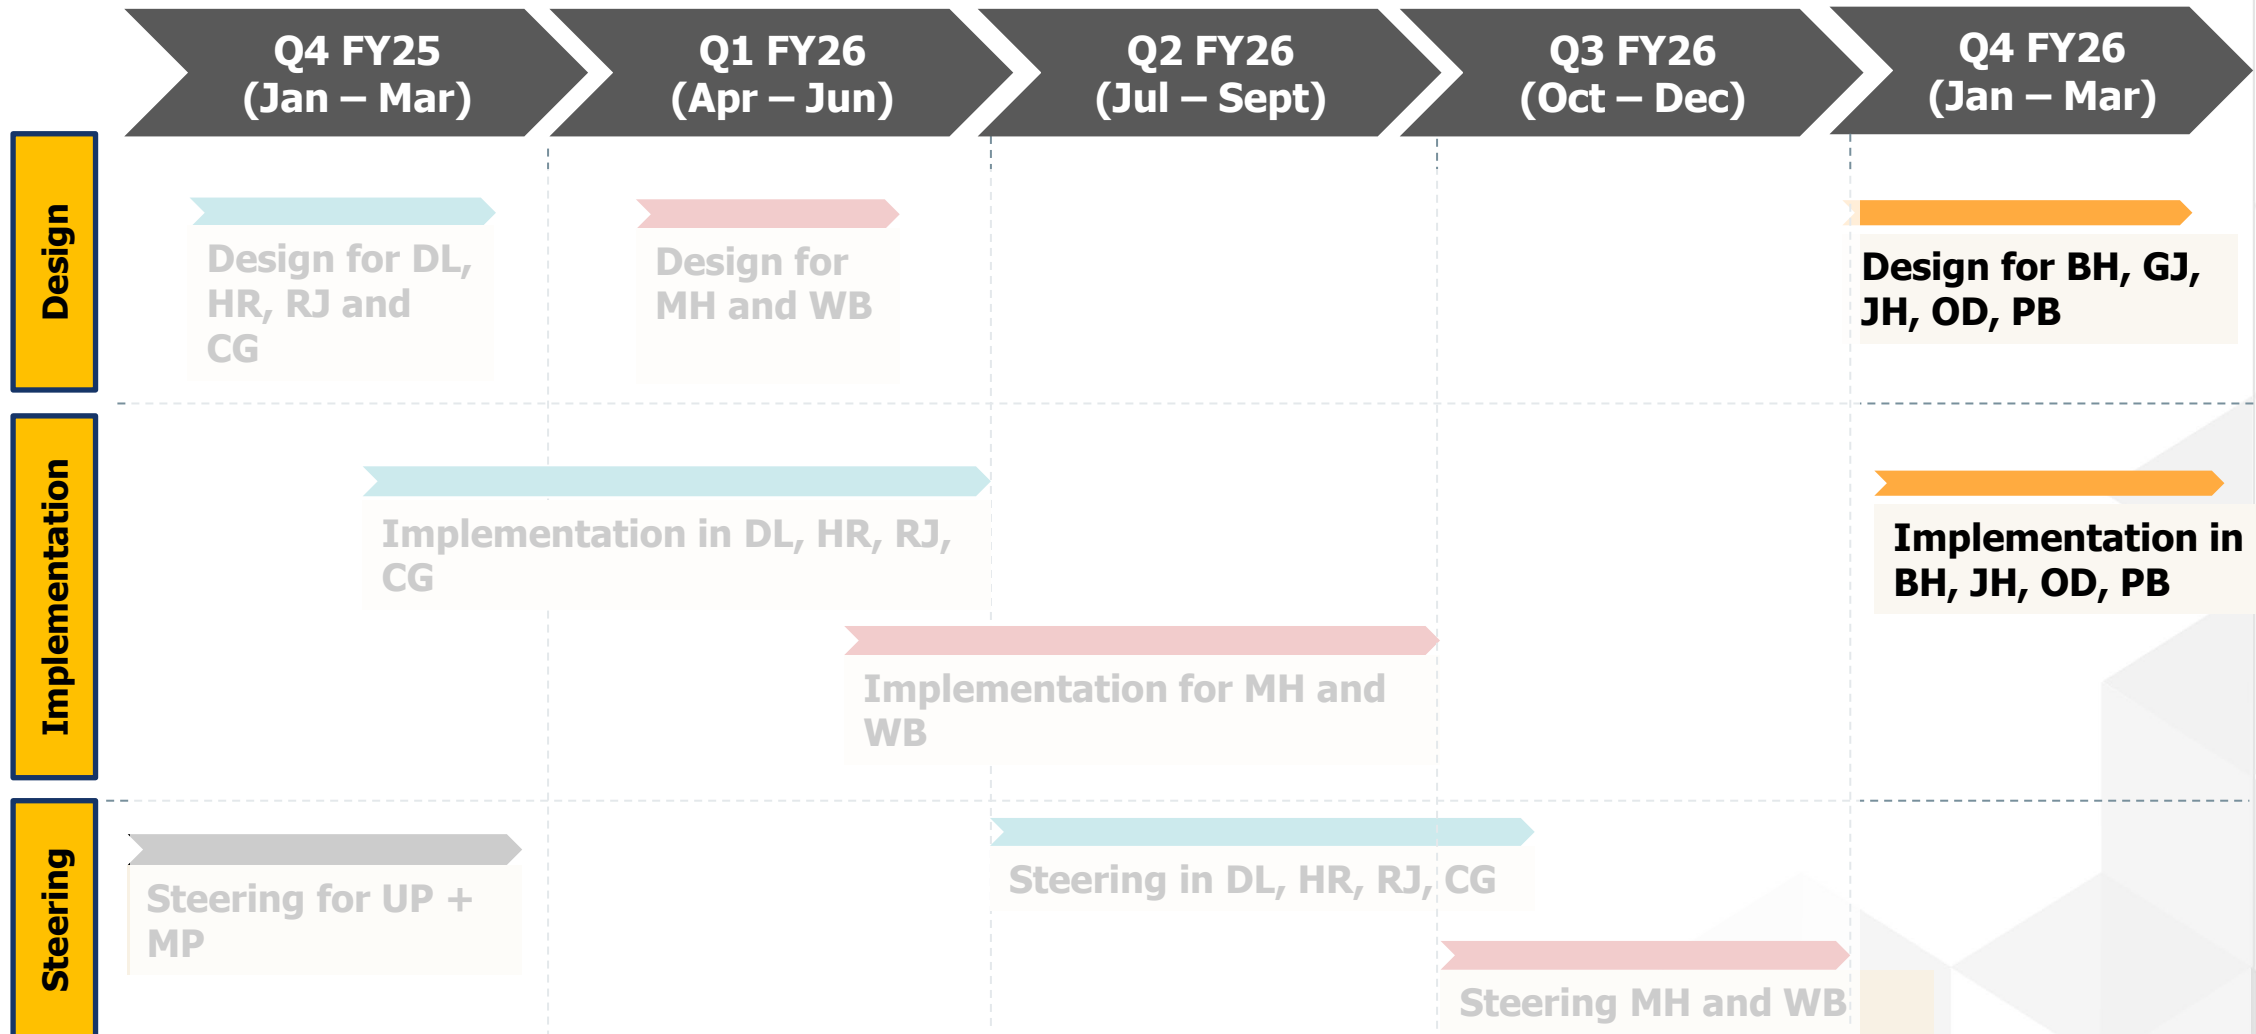 Q4 FY25
(Jan – Mar)
Q1 FY26
(Apr – Jun)
Q2 FY26
(Jul – Sept)
Q3 FY26
(Oct – Dec)
Q4 FY26
(Jan – Mar)
Design
Design for DL,
HR, RJ and
CG
Design for
MH and WB
Design for BH, GJ,
JH, OD, PB
Implementation
Implementation in DL, HR, RJ,
CG
Implementation in
BH, JH, OD, PB
Implementation for MH and
WB
Steering
Steering for UP +
MP
Steering in DL, HR, RJ, CG
Steering MH and WB